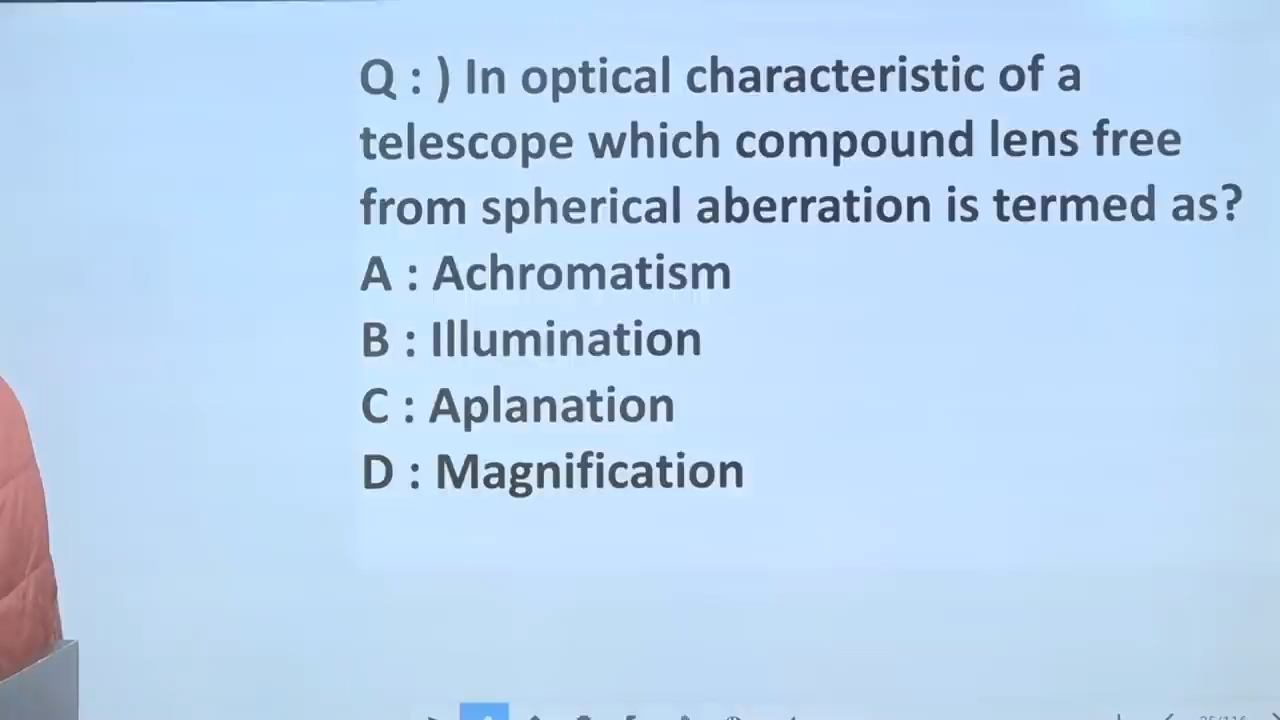 Q : ) In optical characteristic of a
telescope which compound lens free
from spherical aberration is termed as?
A : Achromatism
B : Illumination
C : Aplanation
D : Magnification